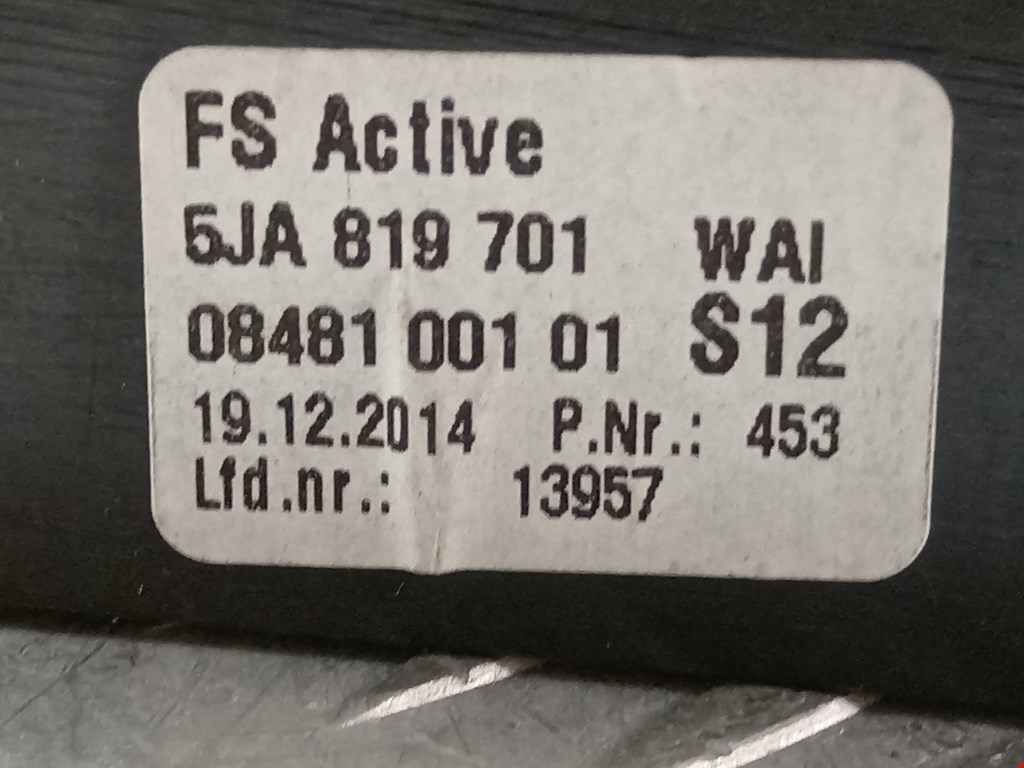 FS Active
5JA 819 701 WAI
08481 001 01 S12
19.12.2014 P.Nr.: 453
Lfd.nr.: 13957